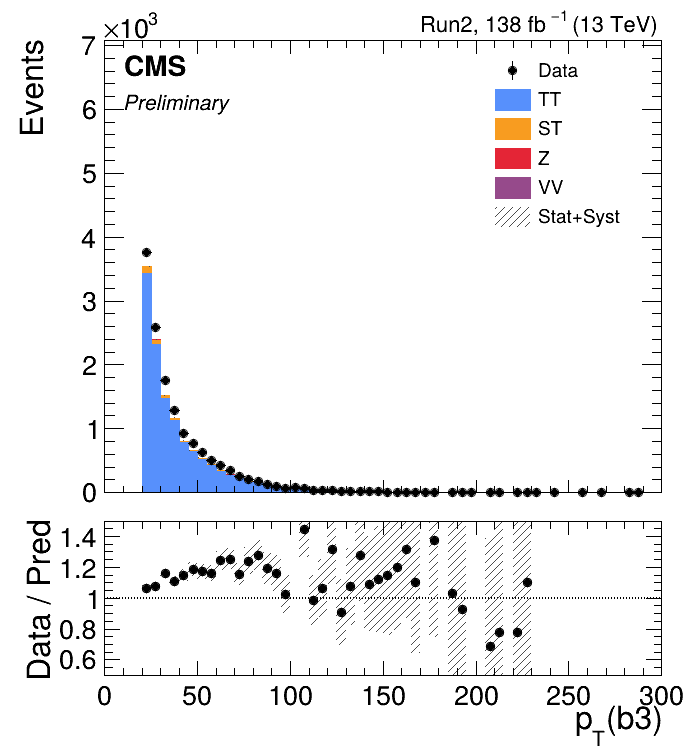 ×10³
Run2, 138 fb⁻¹ (13 TeV)
Events
7
6
5
4
3
2
1
0
CMS
Preliminary
Data
TT
ST
Z
VV
Stat+Syst
Data / Pred
1.4
1.2
1
0.8
0.6
0 50 100 150 200 250 300
p_T(b3)